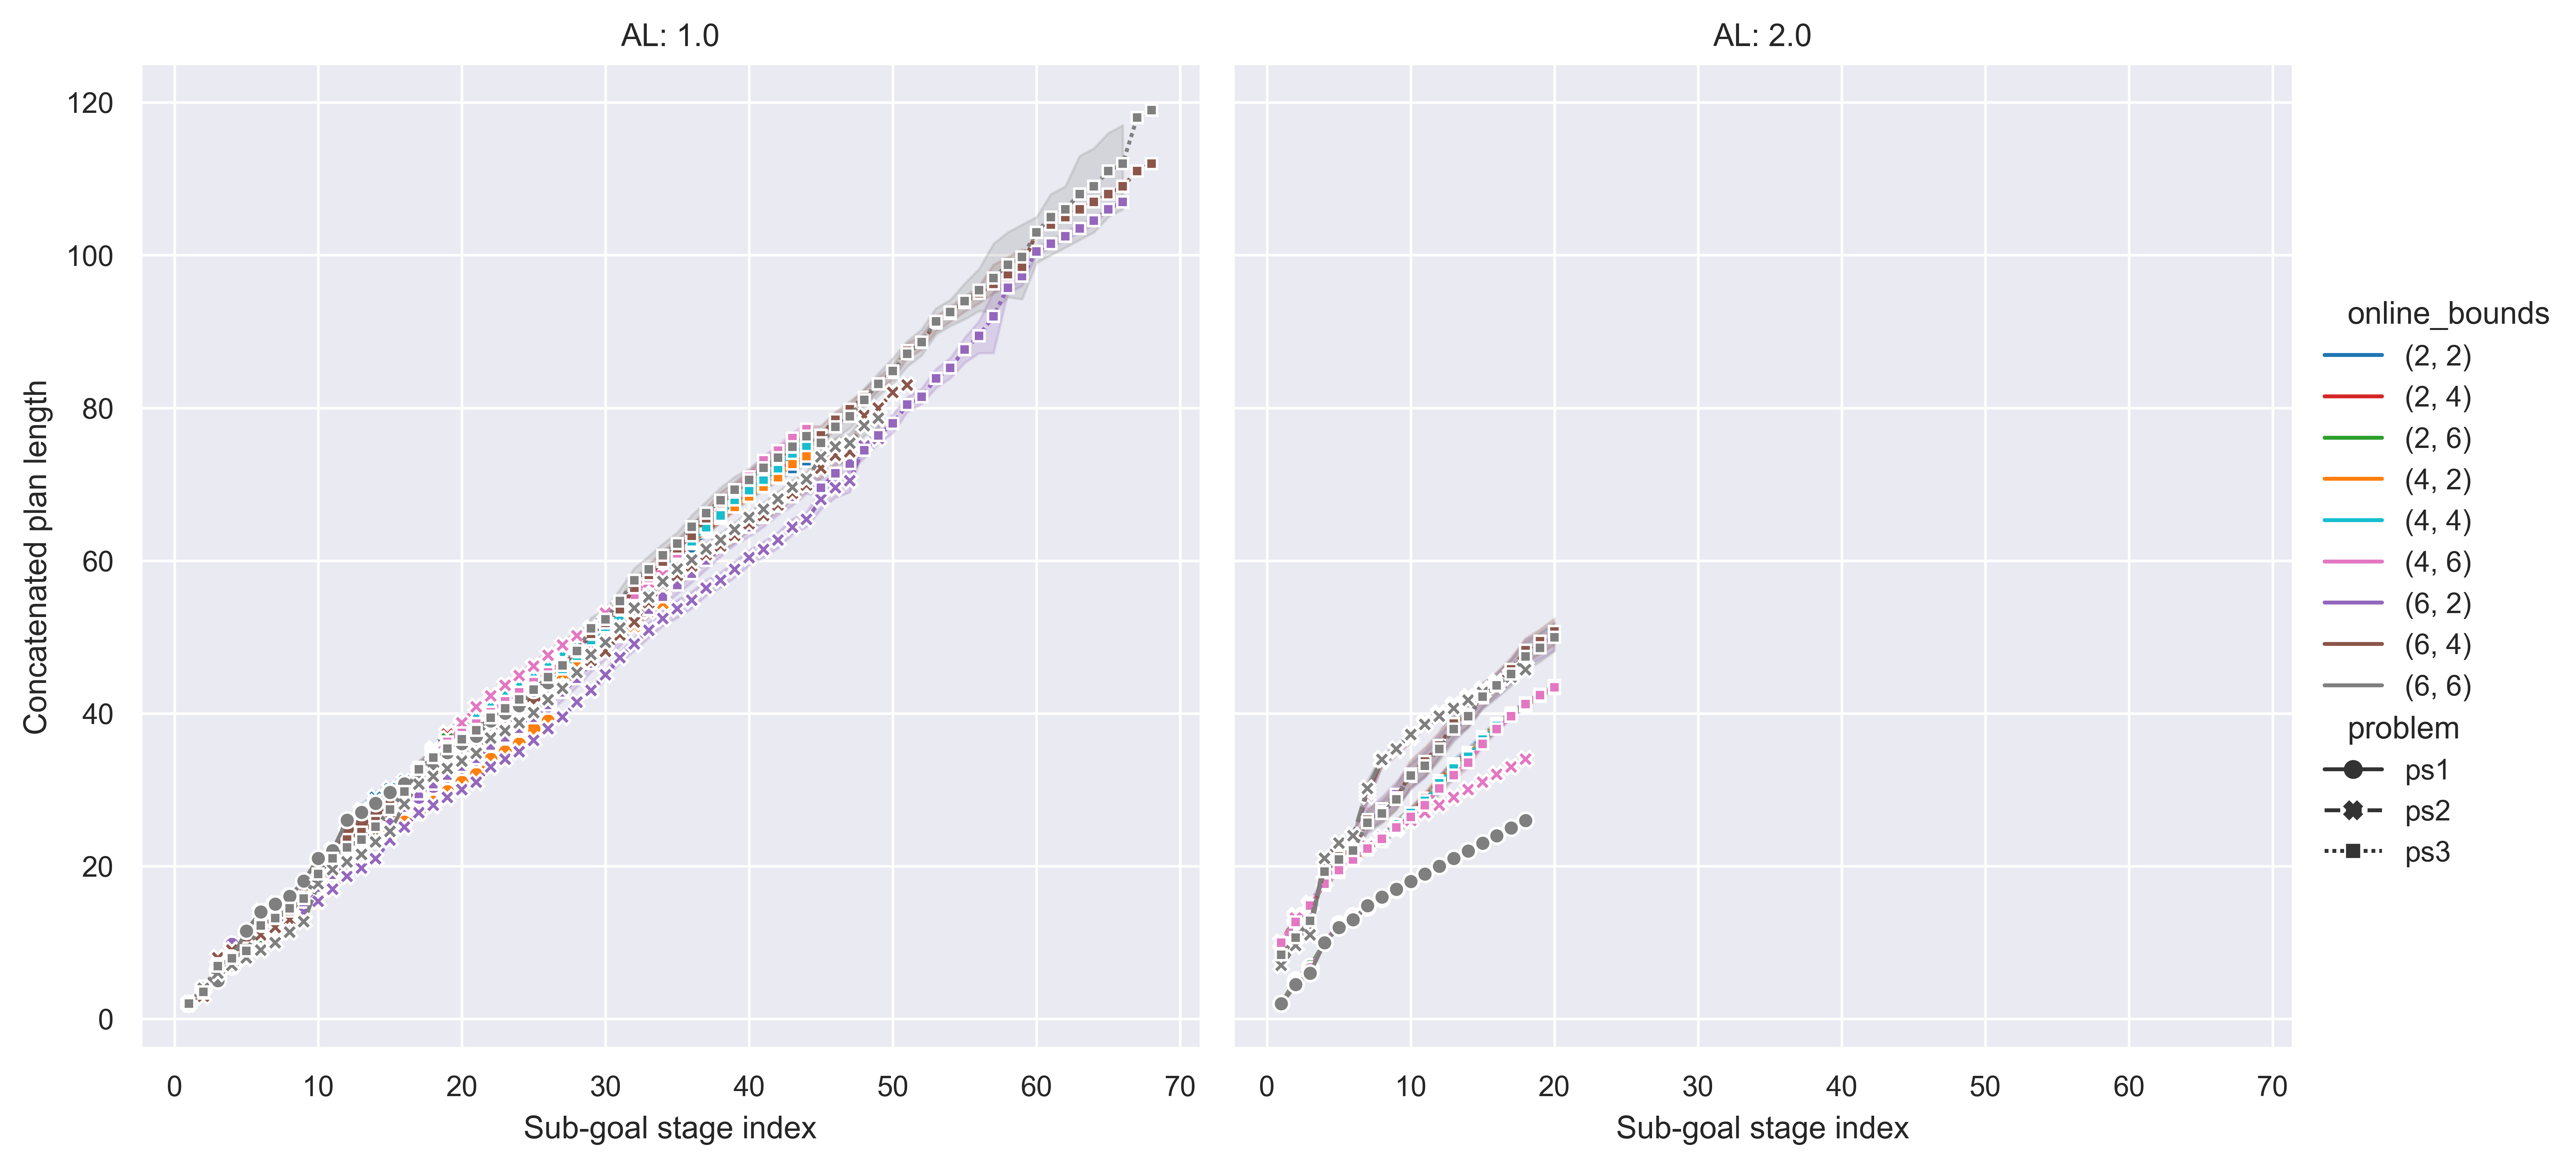 AL: 1.0
AL: 2.0
Concatenated plan length
120
100
80
60
40
20
0
0 10 20 30 40 50 60 70
0 10 20 30 40 50 60 70
Sub-goal stage index
Sub-goal stage index
online_bounds
(2, 2)
(2, 4)
(2, 6)
(4, 2)
(4, 4)
(4, 6)
(6, 2)
(6, 4)
(6, 6)
problem
ps1
ps2
ps3